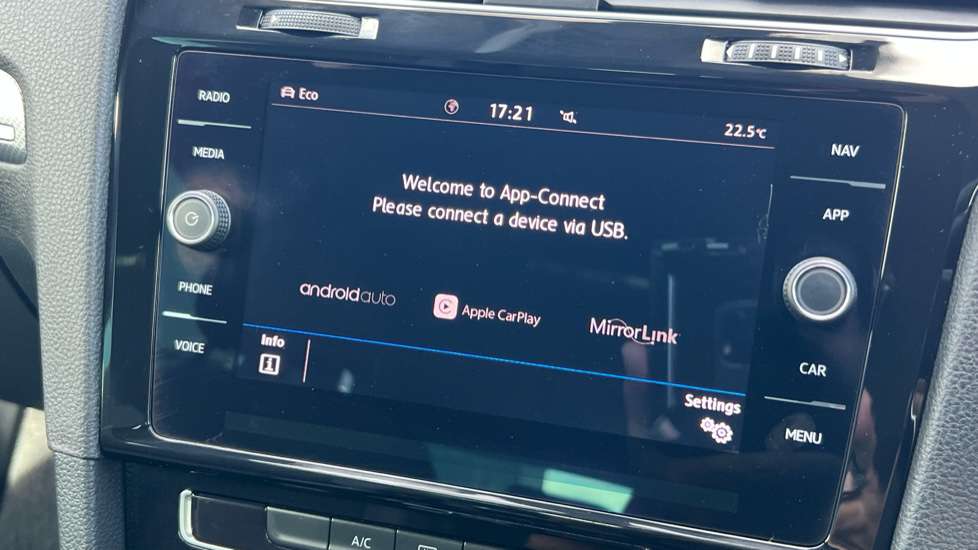 RADIO
MEDIA
PHONE
VOICE
Eco
17:21
22.5°C
Welcome to App-Connect
Please connect a device via USB.
androidauto
Apple CarPlay
MirrorLink
Info
Settings
NAV
APP
CAR
MENU
A/C